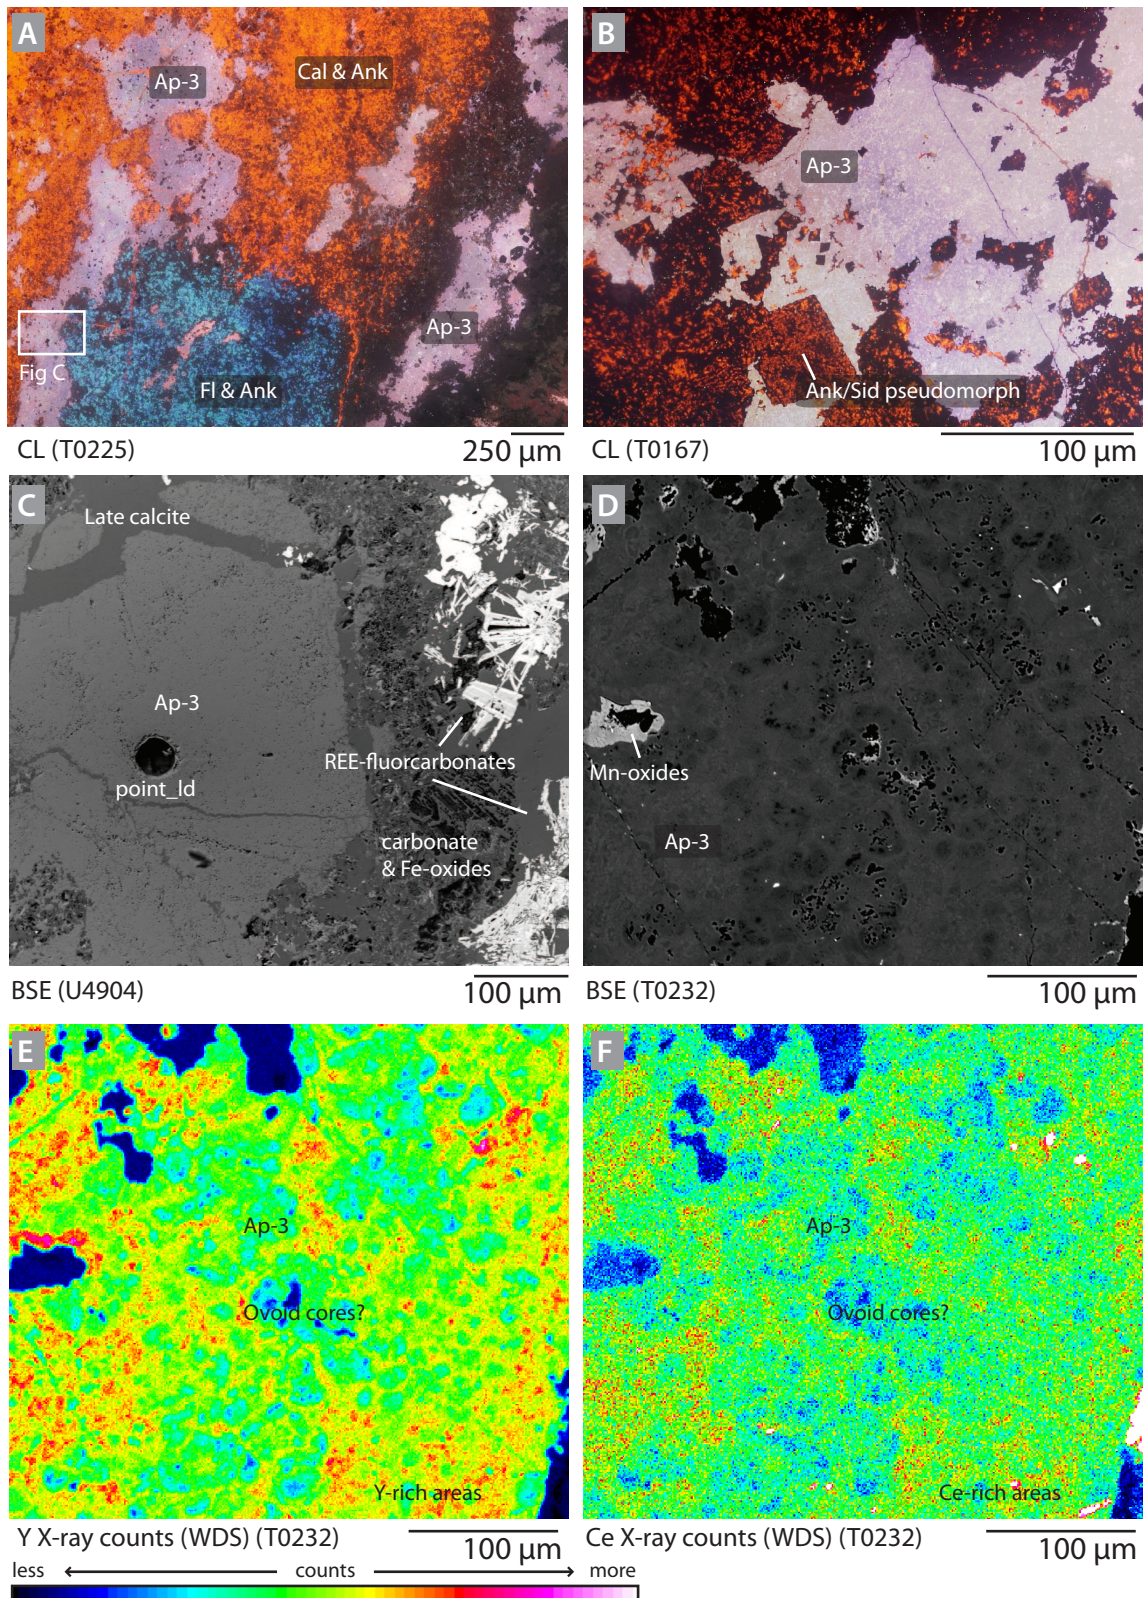 A
Ap-3
Cal & Ank
Ap-3
Fig C
Fl & Ank
CL (T0225)
250 µm
B
Ap-3
Ank/Sid pseudomorph
CL (T0167)
100 µm
C
Late calcite
Ap-3
point_ld
REE-fluorcarbonates
carbonate
& Fe-oxides
BSE (U4904)
100 µm
D
Mn-oxides
Ap-3
BSE (T0232)
100 µm
E
Ap-3
Ovoid cores?
Y-rich areas
Y X-ray counts (WDS) (T0232)
100 µm
F
Ap-3
Ovoid cores?
Ce-rich areas
Ce X-ray counts (WDS) (T0232)
100 µm
less counts more